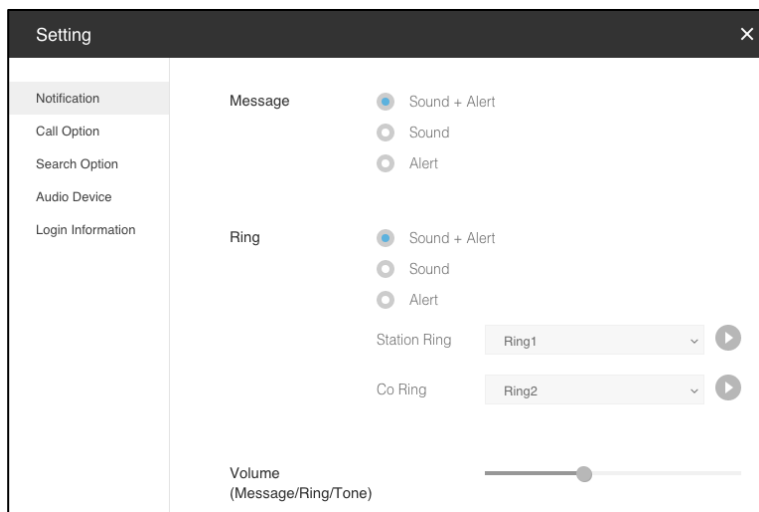 Setting
Notification
Call Option
Search Option
Audio Device
Login Information
Message
Sound + Alert
Sound
Alert
Ring
Sound + Alert
Sound
Alert
Station Ring
Ring1
Co Ring
Ring2
Volume
(Message/Ring/Tone)